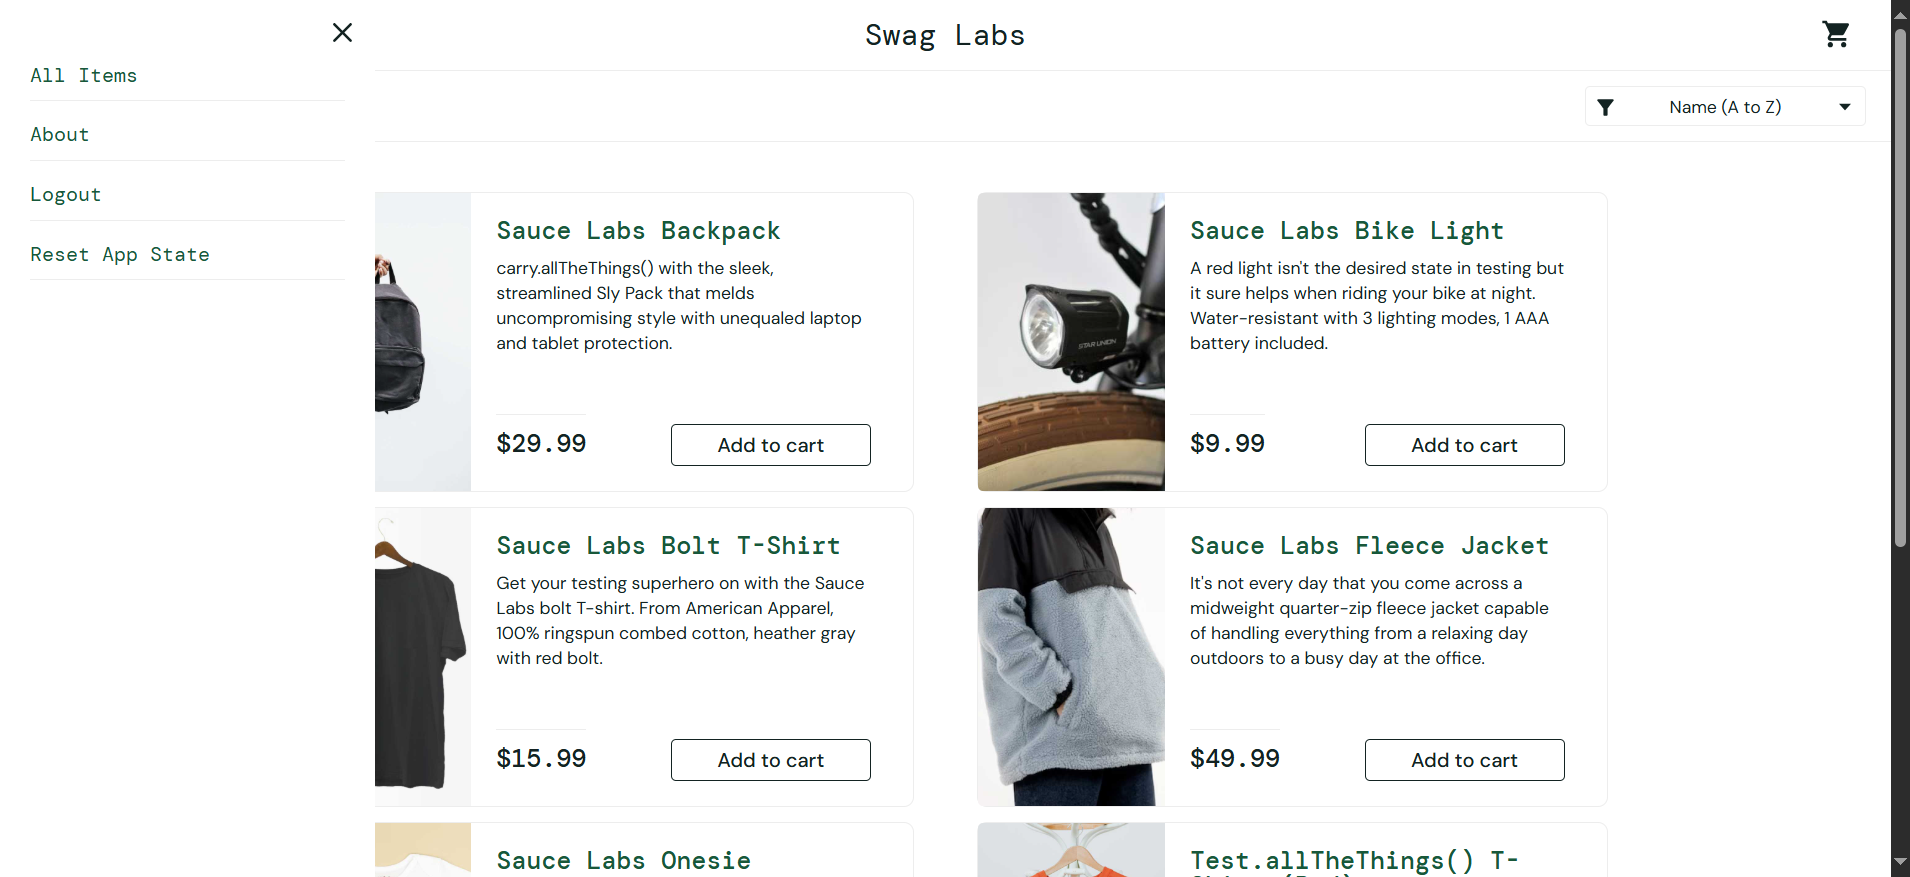 All Items
About
Logout
Reset App State
Swag Labs
Name (A to Z)
Sauce Labs Backpack
carry.allTheThings() with the sleek,
streamlined Sly Pack that melds
uncompromising style with unequaled laptop
and tablet protection.
$29.99
Add to cart
Sauce Labs Bike Light
A red light isn't the desired state in testing but
it sure helps when riding your bike at night.
Water-resistant with 3 lighting modes, 1 AAA
battery included.
STAR UNION
$9.99
Add to cart
Sauce Labs Bolt T-Shirt
Get your testing superhero on with the Sauce
Labs bolt T-shirt. From American Apparel,
100% ringspun combed cotton, heather gray
with red bolt.
$15.99
Add to cart
Sauce Labs Fleece Jacket
It's not every day that you come across a
midweight quarter-zip fleece jacket capable
of handling everything from a relaxing day
outdoors to a busy day at the office.
$49.99
Add to cart
Sauce Labs Onesie
Test.allTheThings() T-